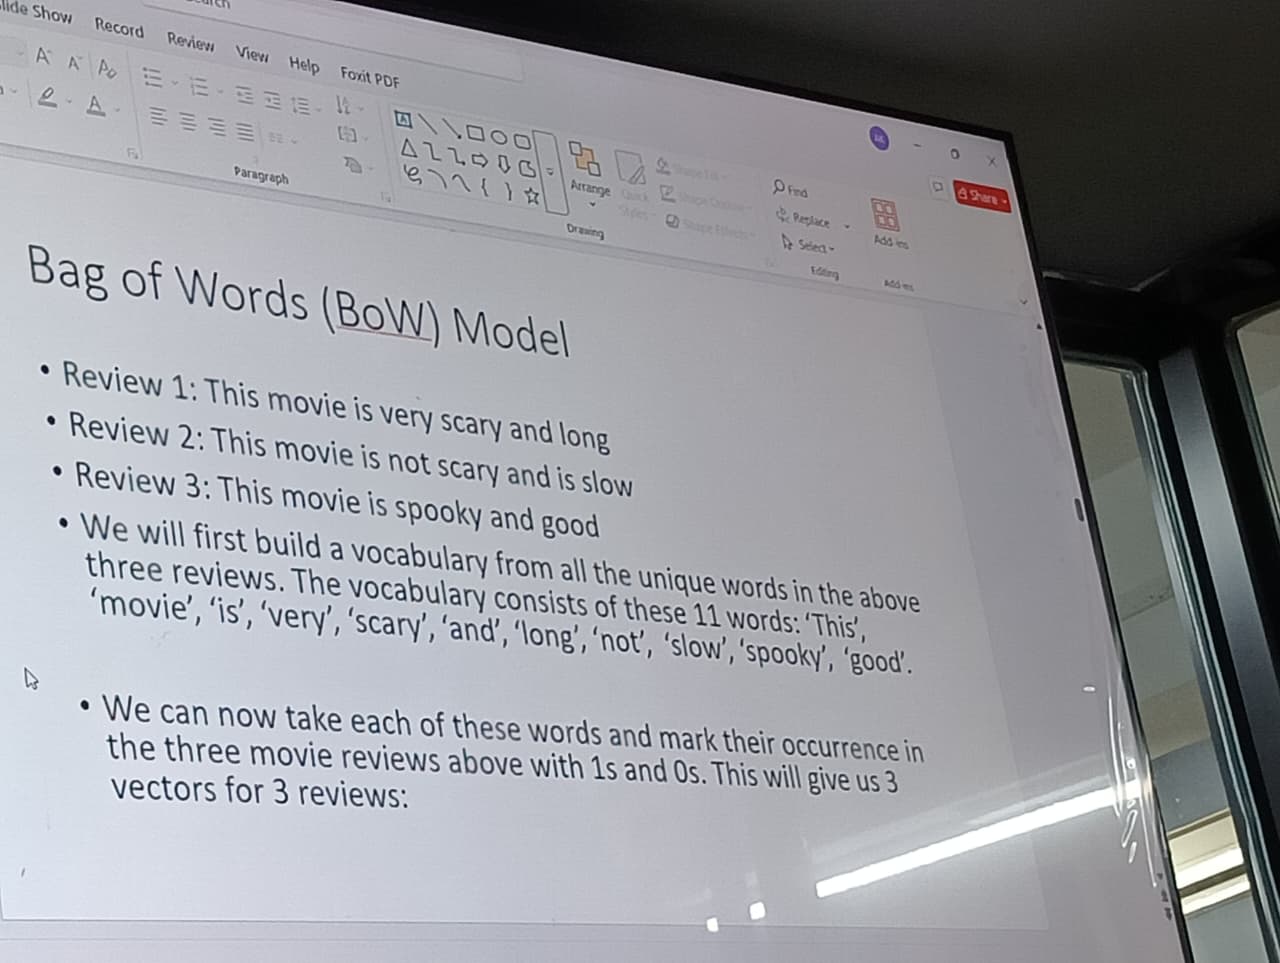 Slide Show Record Review View Help Foxit PDF
Paragraph
Arrange
Quick
Styles
Drawing
Shape Fill
Shape Outline
Shape Effects
Find
Replace
Select
Editing
Add-ins
Add-ins
Share
Bag of Words (BoW) Model
• Review 1: This movie is very scary and long
• Review 2: This movie is not scary and is slow
• Review 3: This movie is spooky and good
• We will first build a vocabulary from all the unique words in the above
three reviews. The vocabulary consists of these 11 words: ‘This’,
‘movie’, ‘is’, ‘very’, ‘scary’, ‘and’, ‘long’, ‘not’, ‘slow’, ‘spooky’, ‘good’.
• We can now take each of these words and mark their occurrence in
the three movie reviews above with 1s and 0s. This will give us 3
vectors for 3 reviews: